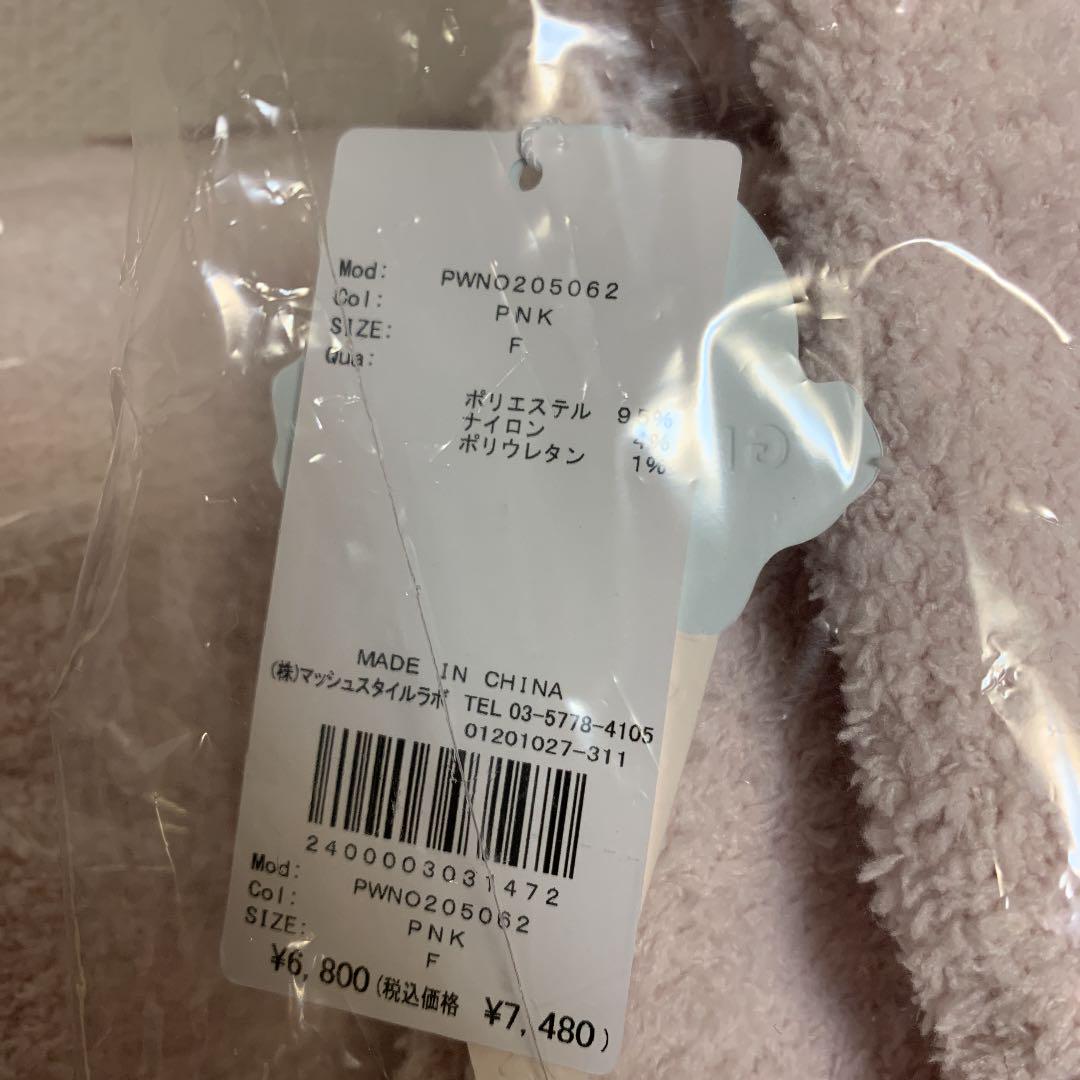 Mod: PWNO205062
Col: PNK
SIZE: F
Qua:
ポリエステル 95%
ナイロン 4%
ポリウレタン 1%
MADE IN CHINA
(株)マッシュスタイルラボ TEL 03-5778-4105
01201027-311
2400003031472
Mod: PWNO205062
Col: PNK
SIZE: F
¥6,800(税込価格 ¥7,480)